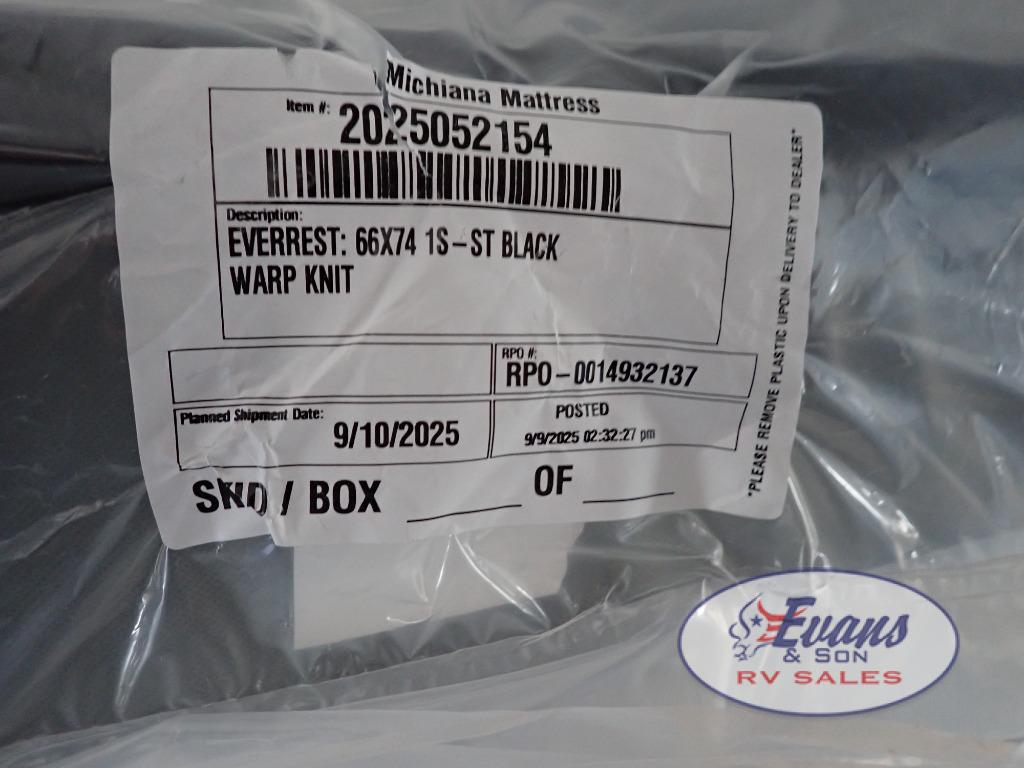 Michiana Mattress
Item #: 2025052154
Description:
EVERREST: 66X74 1S-ST BLACK
WARP KNIT
RPO #:
RPO-0014932137
Planned Shipment Date:
9/10/2025
POSTED
9/9/2025 02:32:27 pm
SKD / BOX ______ OF ______
*PLEASE REMOVE PLASTIC UPON DELIVERY TO DEALER*
Evans
& SON
RV SALES